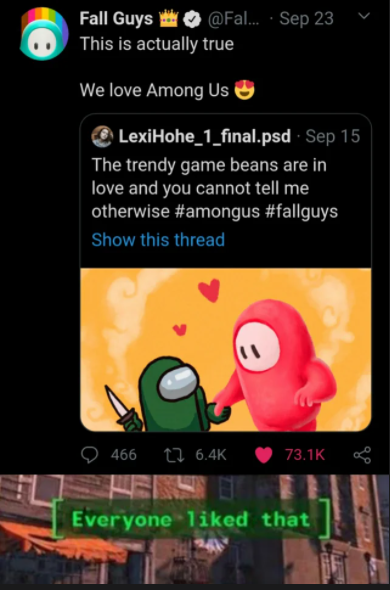 Fall Guys 👑 @Fal... · Sep 23
This is actually true
We love Among Us 😍
LexiHohe_1_final.psd · Sep 15
The trendy game beans are in
love and you cannot tell me
otherwise #amongus #fallguys
Show this thread
466 6.4K 73.1K
[Everyone liked that]